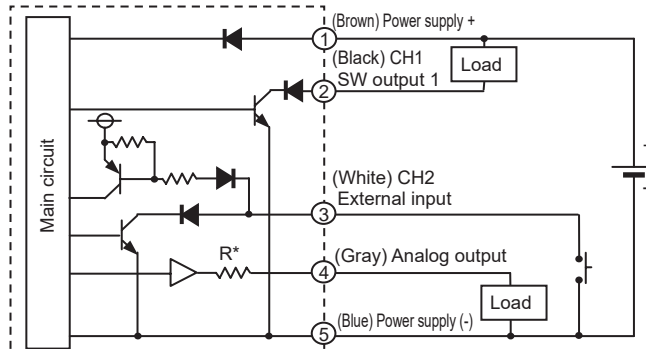 (Brown) Power supply +
1
(Black) CH1
SW output 1
2
Load
Main circuit
(White) CH2
External input
3
R*
(Gray) Analog output
4
Load
(Blue) Power supply (-)
5